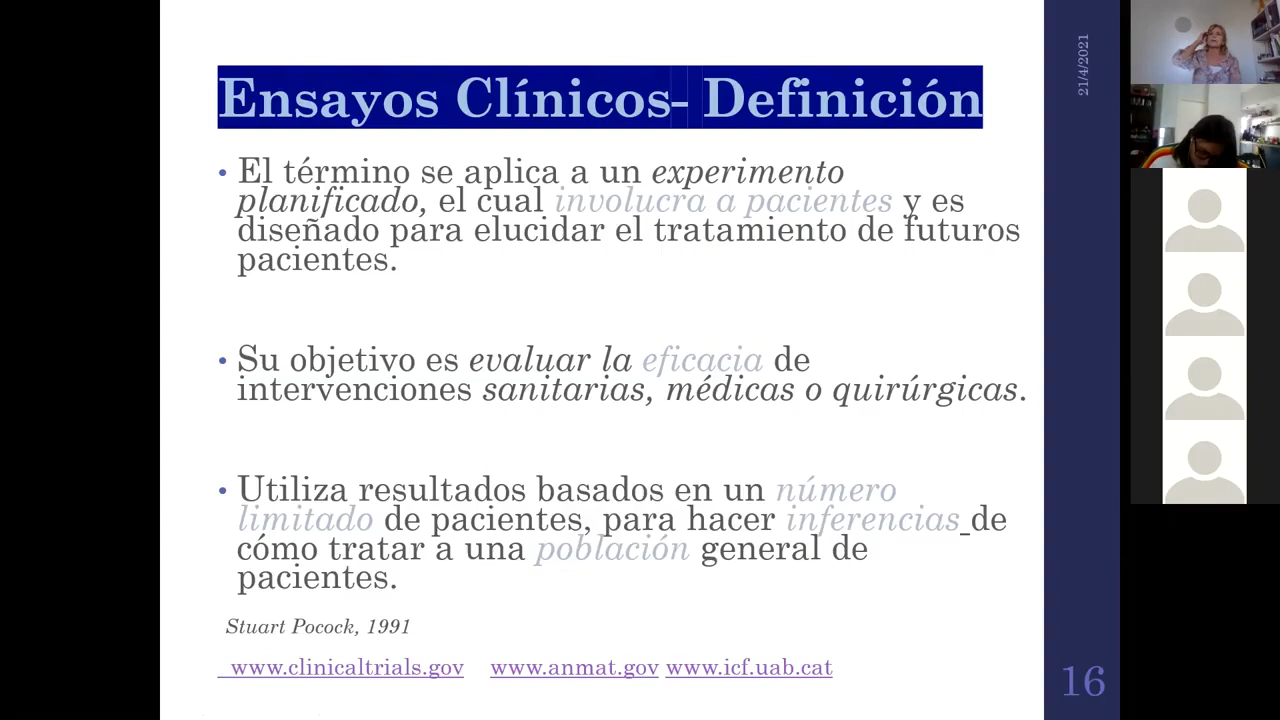 Ensayos Clínicos- Definición
• El término se aplica a un experimento
planificado, el cual involucra a pacientes y es
diseñado para elucidar el tratamiento de futuros
pacientes.
• Su objetivo es evaluar la eficacia de
intervenciones sanitarias, médicas o quirúrgicas.
• Utiliza resultados basados en un número
limitado de pacientes, para hacer inferencias de
cómo tratar a una población general de
pacientes.
Stuart Pocock, 1991
www.clinicaltrials.gov www.anmat.gov www.icf.uab.cat
21/4/2021
16